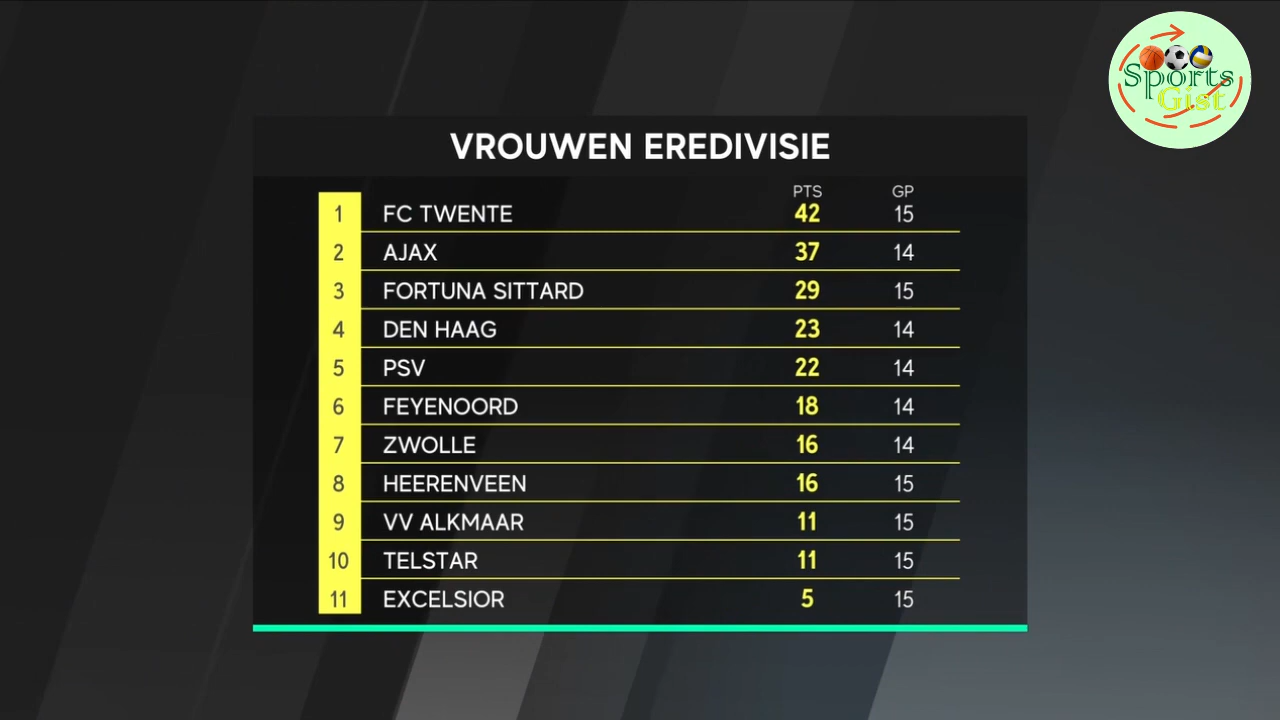 Sports
Gist
VROUWEN EREDIVISIE
PTS GP
1 FC TWENTE 42 15
2 AJAX 37 14
3 FORTUNA SITTARD 29 15
4 DEN HAAG 23 14
5 PSV 22 14
6 FEYENOORD 18 14
7 ZWOLLE 16 14
8 HEERENVEEN 16 15
9 VV ALKMAAR 11 15
10 TELSTAR 11 15
11 EXCELSIOR 5 15